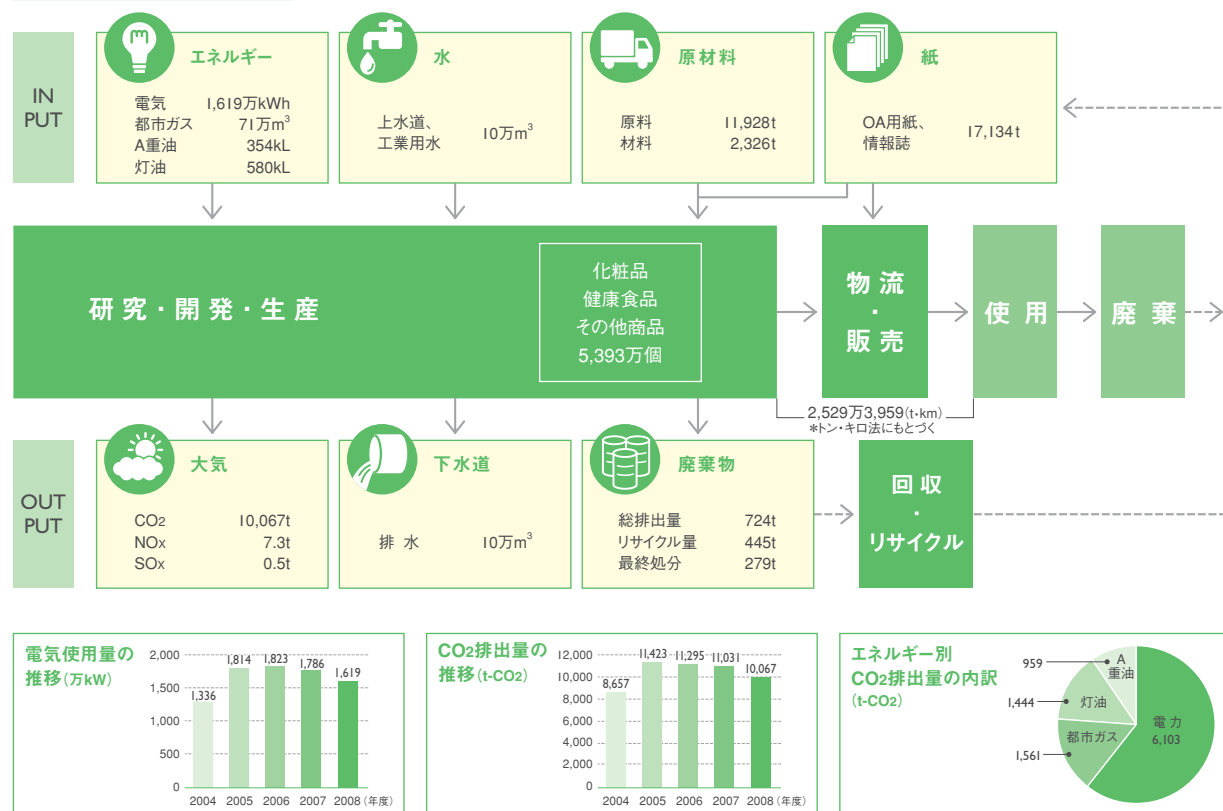 IN
PUT
エネルギー
電気 1,619万kWh
都市ガス 71万m³
A重油 354kL
灯油 580kL
水
上水道、
工業用水 10万m³
原材料
原料 11,928t
材料 2,326t
紙
OA用紙、
情報誌 17,134t
研究・開発・生産
化粧品
健康食品
その他商品
5,393万個
物流
・
販売
使用
廃棄
2,529万3,959(t・km)
*トン・キロ法にもとづく
OUT
PUT
大気
CO2 10,067t
NOx 7.3t
SOx 0.5t
下水道
排水 10万m³
廃棄物
総排出量 724t
リサイクル量 445t
最終処分 279t
回収
・
リサイクル
電気使用量の
推移(万kW)
2,000
1,500
1,000
500
0
1,336
1,814
1,823
1,786
1,619
2004 2005 2006 2007 2008 (年度)
CO2排出量の
推移(t-CO2)
12,000
10,000
8,000
6,000
4,000
2,000
0
8,657
11,423
11,295
11,031
10,067
2004 2005 2006 2007 2008 (年度)
エネルギー別
CO2排出量の内訳
(t-CO2)
959
A
重油
1,444
灯油
1,561
都市ガス
電力
6,103